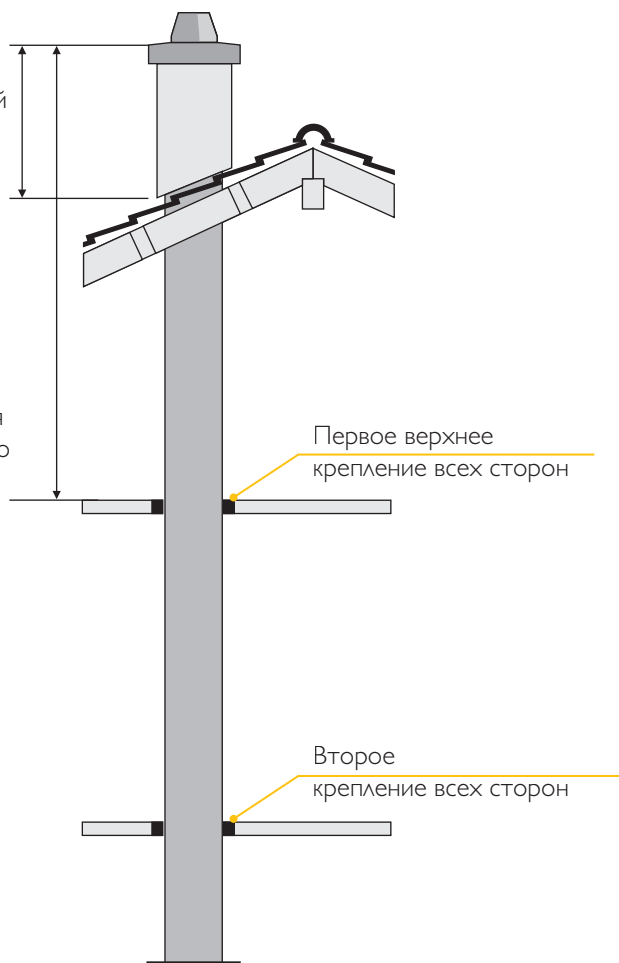 Первое верхнее
крепление всех сторон
Второе
крепление всех сторон